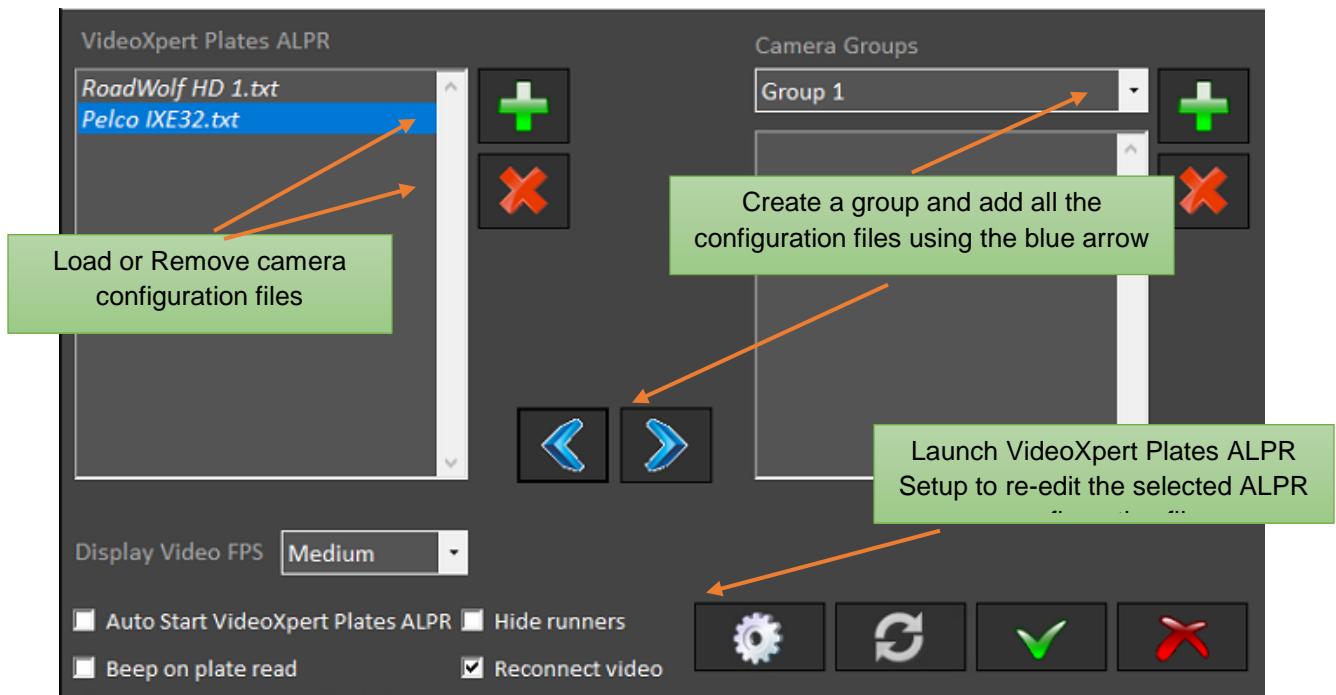 VideoXpert Plates ALPR
Camera Groups
RoadWolf HD 1.txt
Pelco IXE32.txt
Group 1
Create a group and add all the
configuration files using the blue arrow
Load or Remove camera
configuration files
Launch VideoXpert Plates ALPR
Setup to re-edit the selected ALPR
Display Video FPS
Medium
Auto Start VideoXpert Plates ALPR
Hide runners
Beep on plate read
Reconnect video